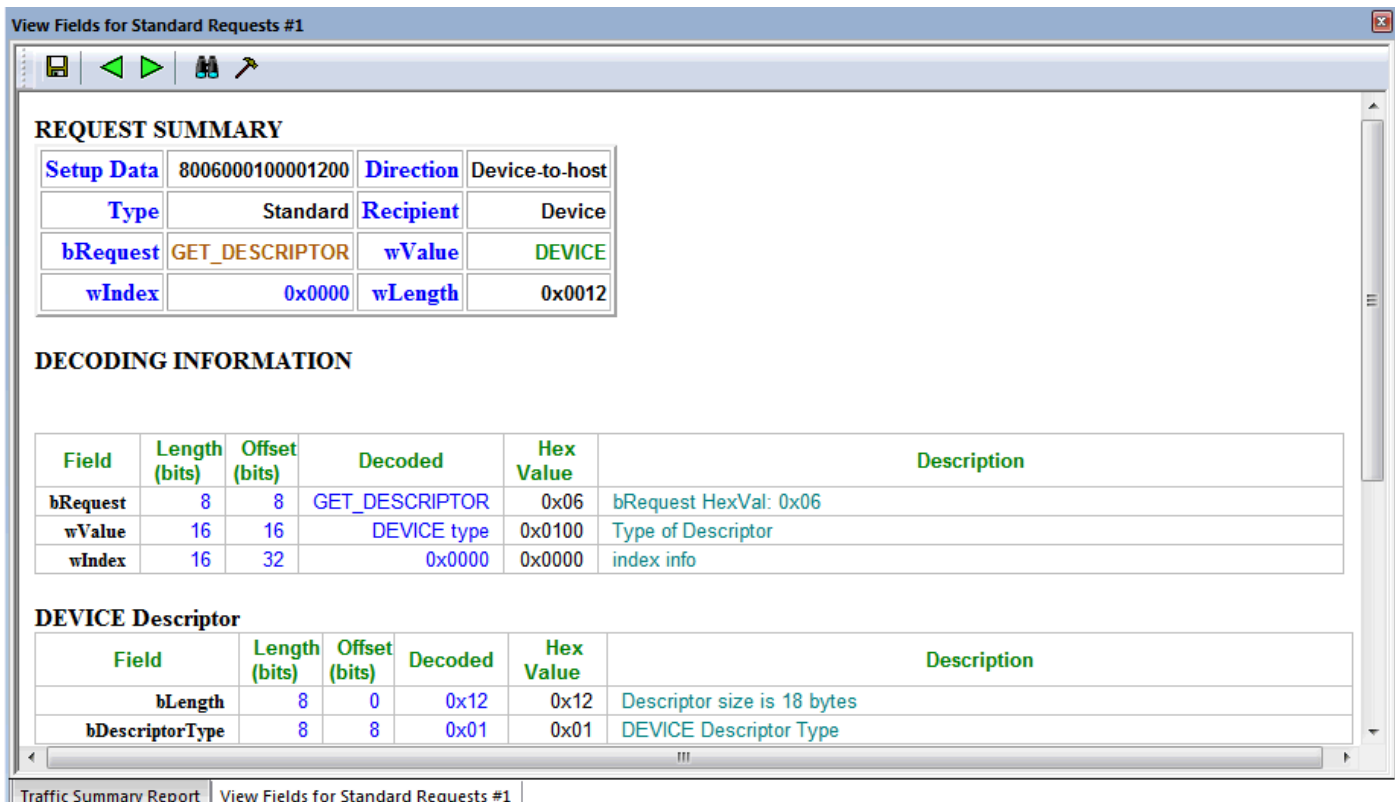 View Fields for Standard Requests #1
REQUEST SUMMARY
Setup Data 8006000100001200 Direction Device-to-host
Type Standard Recipient Device
bRequest GET_DESCRIPTOR wValue DEVICE
wIndex 0x0000 wLength 0x0012
DECODING INFORMATION
Field Length (bits) Offset (bits) Decoded Hex Value Description
bRequest 8 8 GET_DESCRIPTOR 0x06 bRequest HexVal: 0x06
wValue 16 16 DEVICE type 0x0100 Type of Descriptor
wIndex 16 32 0x0000 0x0000 index info
DEVICE Descriptor
Field Length (bits) Offset (bits) Decoded Hex Value Description
bLength 8 0 0x12 0x12 Descriptor size is 18 bytes
bDescriptorType 8 8 0x01 0x01 DEVICE Descriptor Type
Traffic Summary Report View Fields for Standard Requests #1